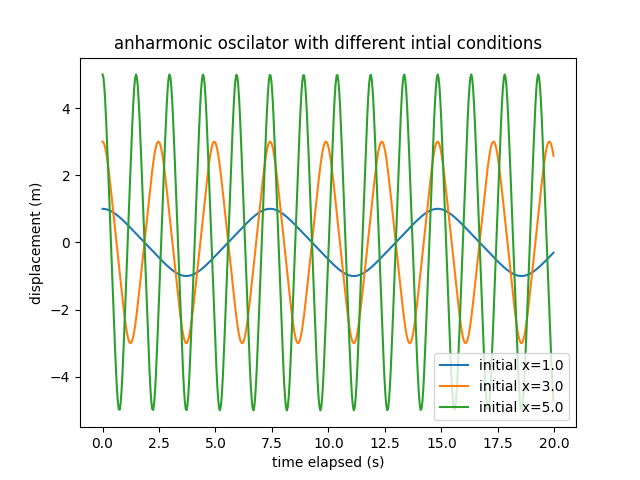 anharmonic oscilator with different intial conditions
displacement (m)
4
2
0
−2
−4
initial x=1.0
initial x=3.0
initial x=5.0
0.0 2.5 5.0 7.5 10.0 12.5 15.0 17.5 20.0
time elapsed (s)